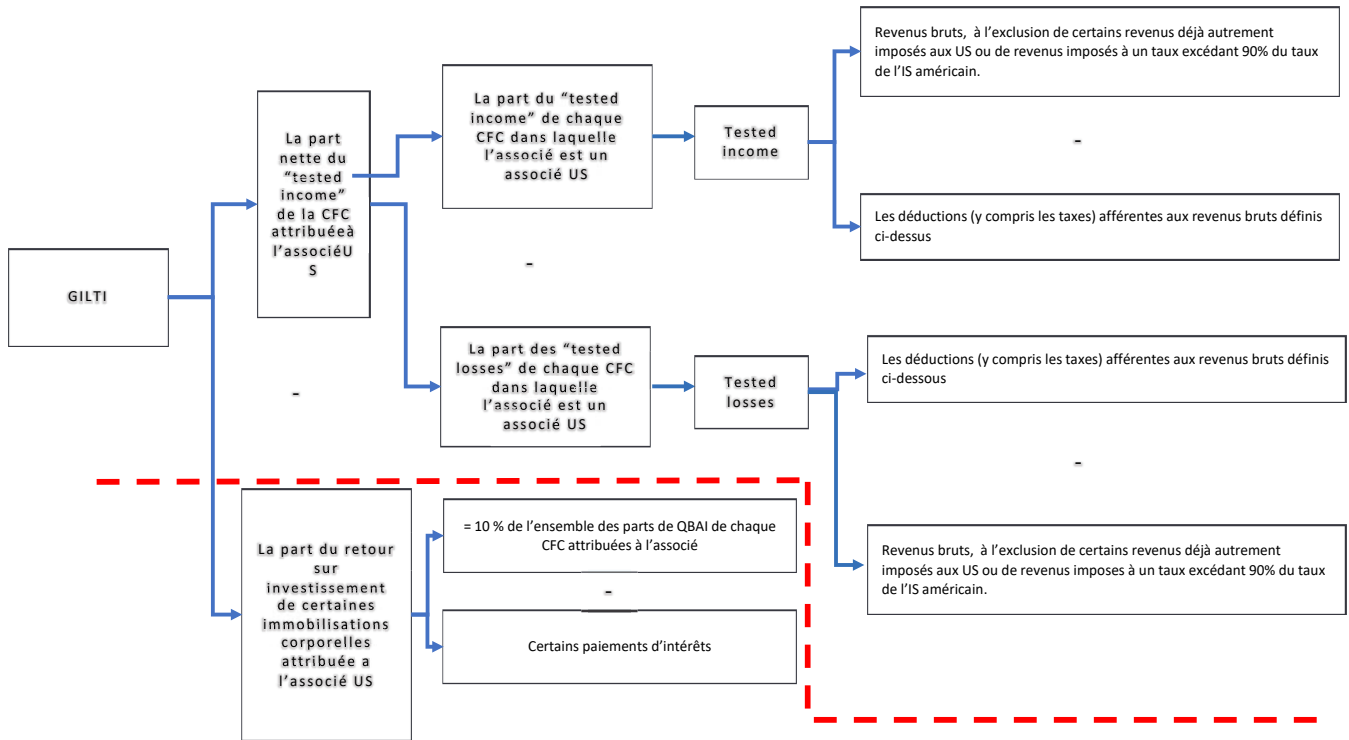 GILTI
La part
nette du
“tested
income”
de la CFC
attribuéeà
l’associéU
S
-
La part du retour
sur
investissement
de certaines
immobilisations
corporelles
attribuée a
l’associé US
La part du “tested
income” de chaque
CFC dans laquelle
l’associé est un
associé US
-
La part des “tested
losses” de chaque CFC
dans laquelle
l’associé est un
associé US
= 10 % de l’ensemble des parts de QBAI de chaque
CFC attribuées à l’associé
-
Certains paiements d’intérêts
Tested
income
Tested
losses
Revenus bruts, à l’exclusion de certains revenus déjà autrement
imposés aux US ou de revenus imposés à un taux excédant 90% du taux
de l’IS américain.
-
Les déductions (y compris les taxes) afférentes aux revenus bruts définis
ci-dessus
Les déductions (y compris les taxes) afférentes aux revenus bruts définis
ci-dessous
-
Revenus bruts, à l’exclusion de certains revenus déjà autrement
imposés aux US ou de revenus imposes à un taux excédant 90% du taux
de l’IS américain.